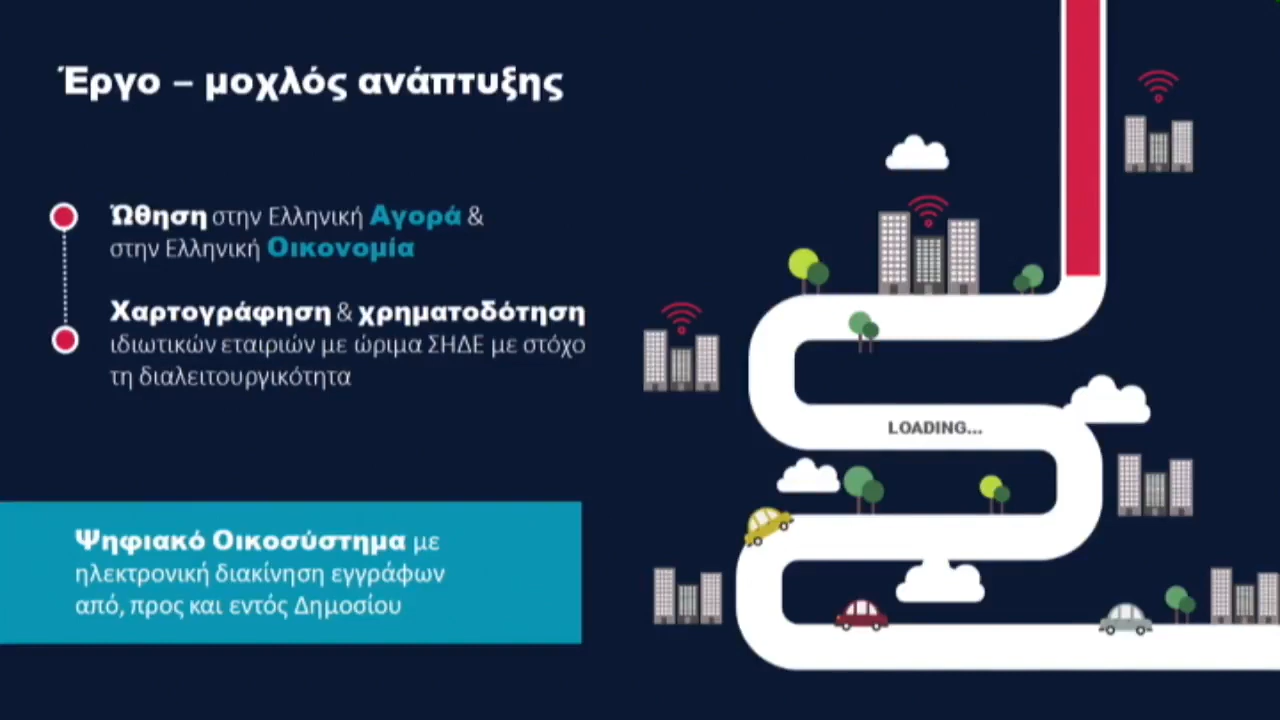 Έργο – μοχλός ανάπτυξης
Ώθηση στην Ελληνική Αγορά &
στην Ελληνική Οικονομία
Χαρτογράφηση & χρηματοδότηση
ιδιωτικών εταιριών με ώριμα ΣΗΔΕ με στόχο
τη διαλειτουργικότητα
LOADING...
Ψηφιακό Οικοσύστημα με
ηλεκτρονική διακίνηση εγγράφων
από, προς και εντός Δημοσίου